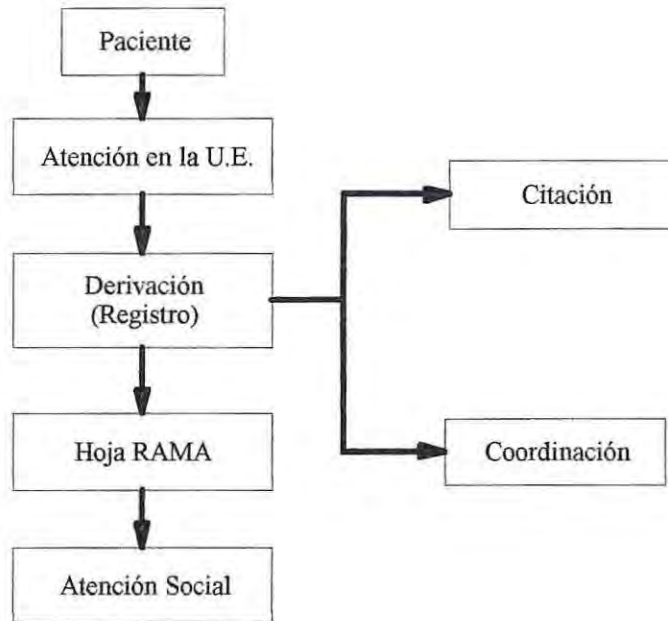 Paciente
Atención en la U.E.
Citación
Derivación
(Registro)
Hoja RAMA
Coordinación
Atención Social